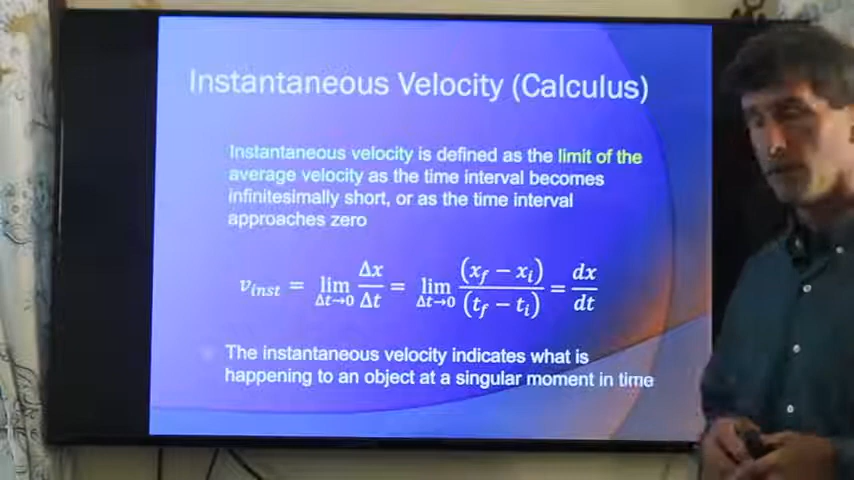 Instantaneous Velocity (Calculus)
Instantaneous velocity is defined as the limit of the
average velocity as the time interval becomes
infinitesimally short, or as the time interval
approaches zero
v_inst = lim_{Δt→0} Δx/Δt = lim_{Δt→0} (x_f − x_i)/(t_f − t_i) = dx/dt
The instantaneous velocity indicates what is
happening to an object at a singular moment in time